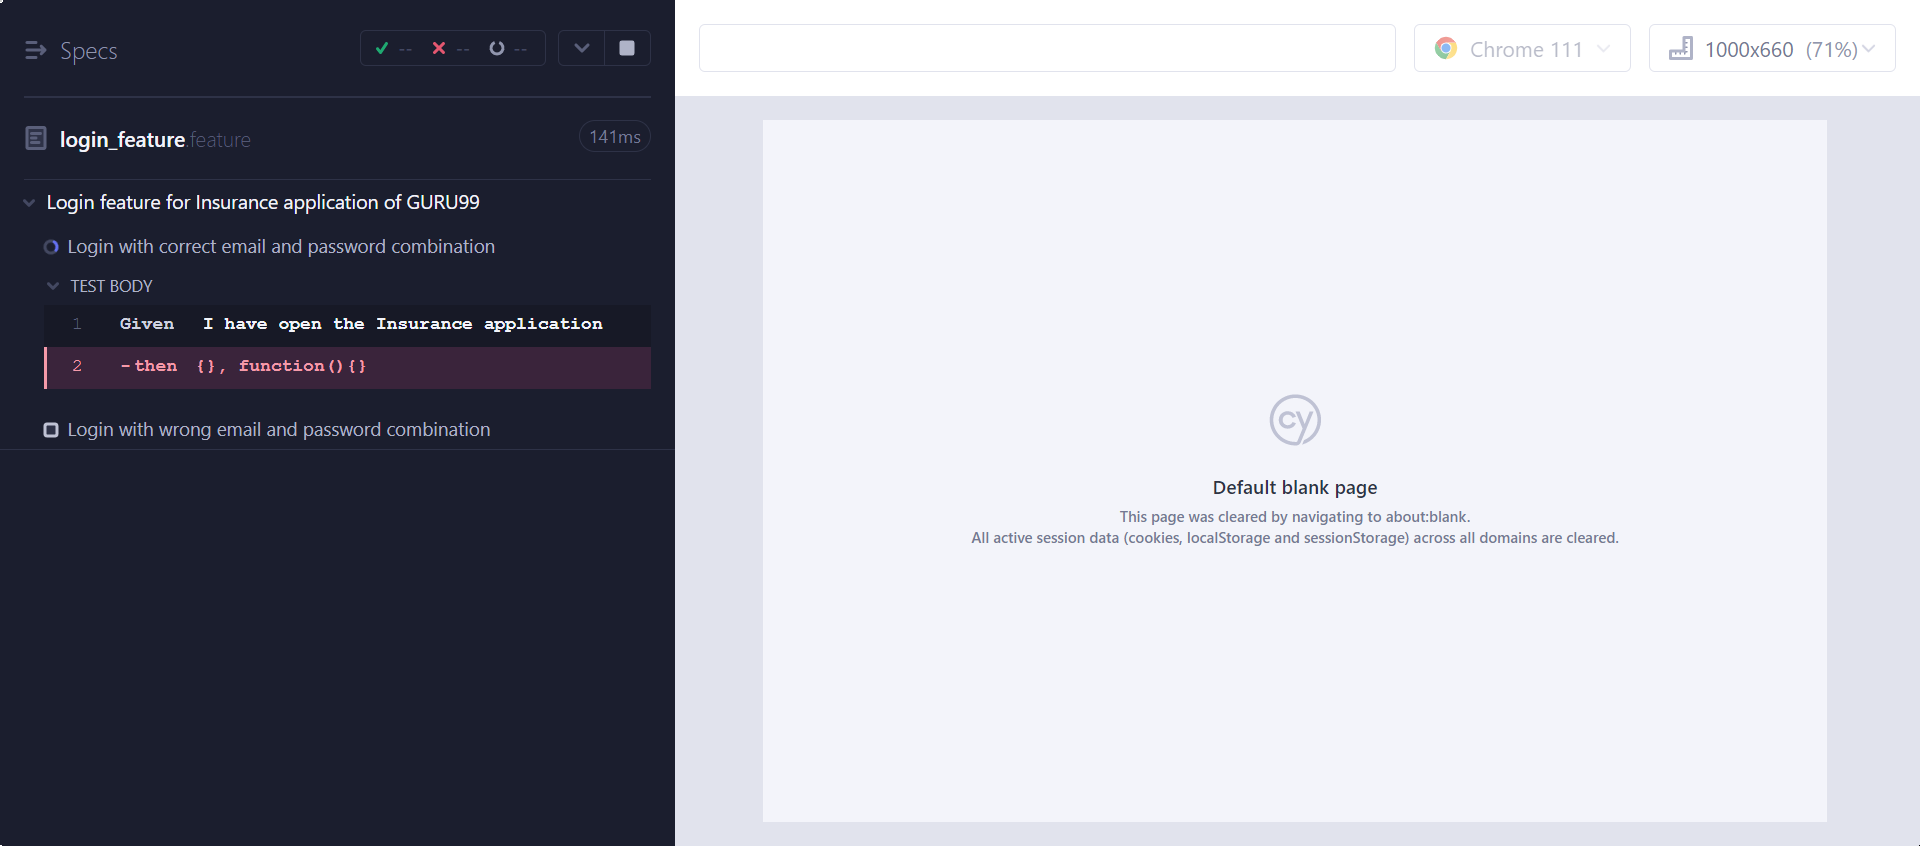 Specs
-- -- --
login_feature.feature 141ms
Login feature for Insurance application of GURU99
Login with correct email and password combination
TEST BODY
1 Given I have open the Insurance application
2 -then {}, function(){}
Login with wrong email and password combination
Chrome 111
1000x660 (71%)
cy
Default blank page
This page was cleared by navigating to about:blank.
All active session data (cookies, localStorage and sessionStorage) across all domains are cleared.